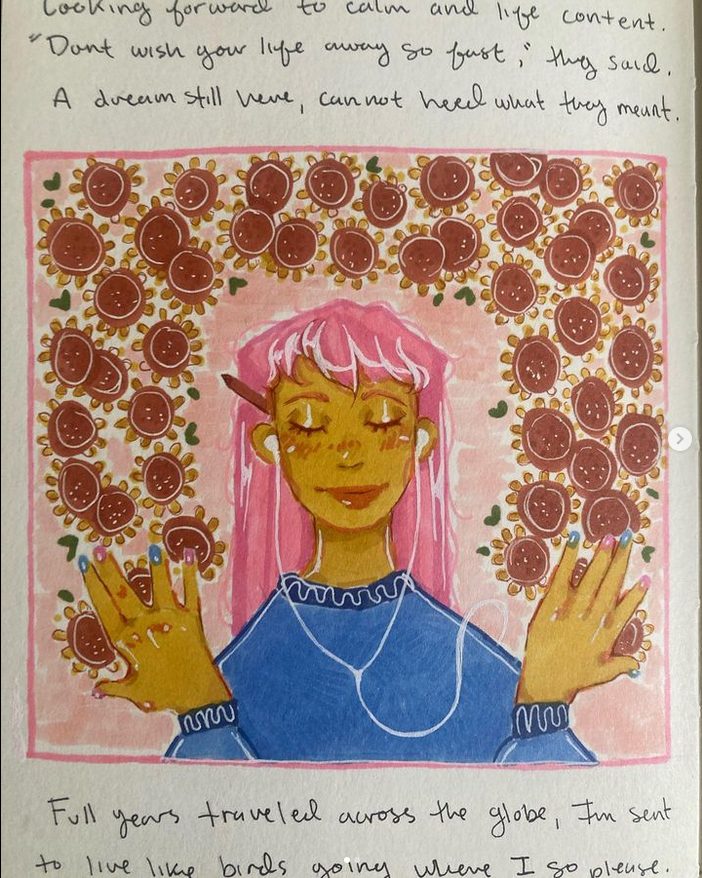 Looking forward to calm and life content.
"Dont wish your life away so fast," they said.
A dream still here, cannot heed what they meant.
Full years traveled across the globe, I'm sent
to live like birds going where I so please.